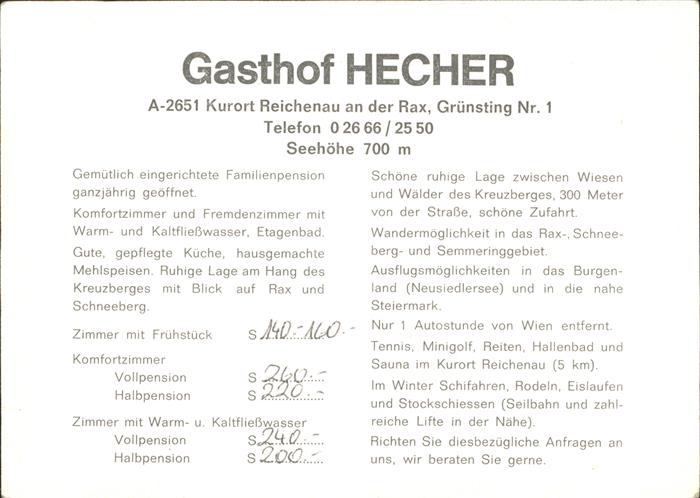 Gasthof HECHER
A-2651 Kurort Reichenau an der Rax, Grünsting Nr. 1
Telefon 0 26 66 / 25 50
Seehöhe 700 m
Gemütlich eingerichtete Familienpension
ganzjährig geöffnet.
Komfortzimmer und Fremdenzimmer mit
Warm- und Kaltfließwasser, Etagenbad.
Gute, gepflegte Küche, hausgemachte
Mehlspeisen. Ruhige Lage am Hang des
Kreuzberges mit Blick auf Rax und
Schneeberg.
Zimmer mit Frühstück S 140.-160.-
Komfortzimmer
Vollpension S 260.-
Halbpension S 220.-
Zimmer mit Warm- u. Kaltfließwasser
Vollpension S 240.-
Halbpension S 200.-
Schöne ruhige Lage zwischen Wiesen
und Wälder des Kreuzberges, 300 Meter
von der Straße, schöne Zufahrt.
Wandermöglichkeit in das Rax-, Schnee-
berg- und Semmeringgebiet.
Ausflugsmöglichkeiten in das Burgen-
land (Neusiedlersee) und in die nahe
Steiermark.
Nur 1 Autostunde von Wien entfernt.
Tennis, Minigolf, Reiten, Hallenbad und
Sauna im Kurort Reichenau (5 km).
Im Winter Schifahren, Rodeln, Eislaufen
und Stockschiessen (Seilbahn und zahl-
reiche Lifte in der Nähe).
Richten Sie diesbezügliche Anfragen an
uns, wir beraten Sie gerne.